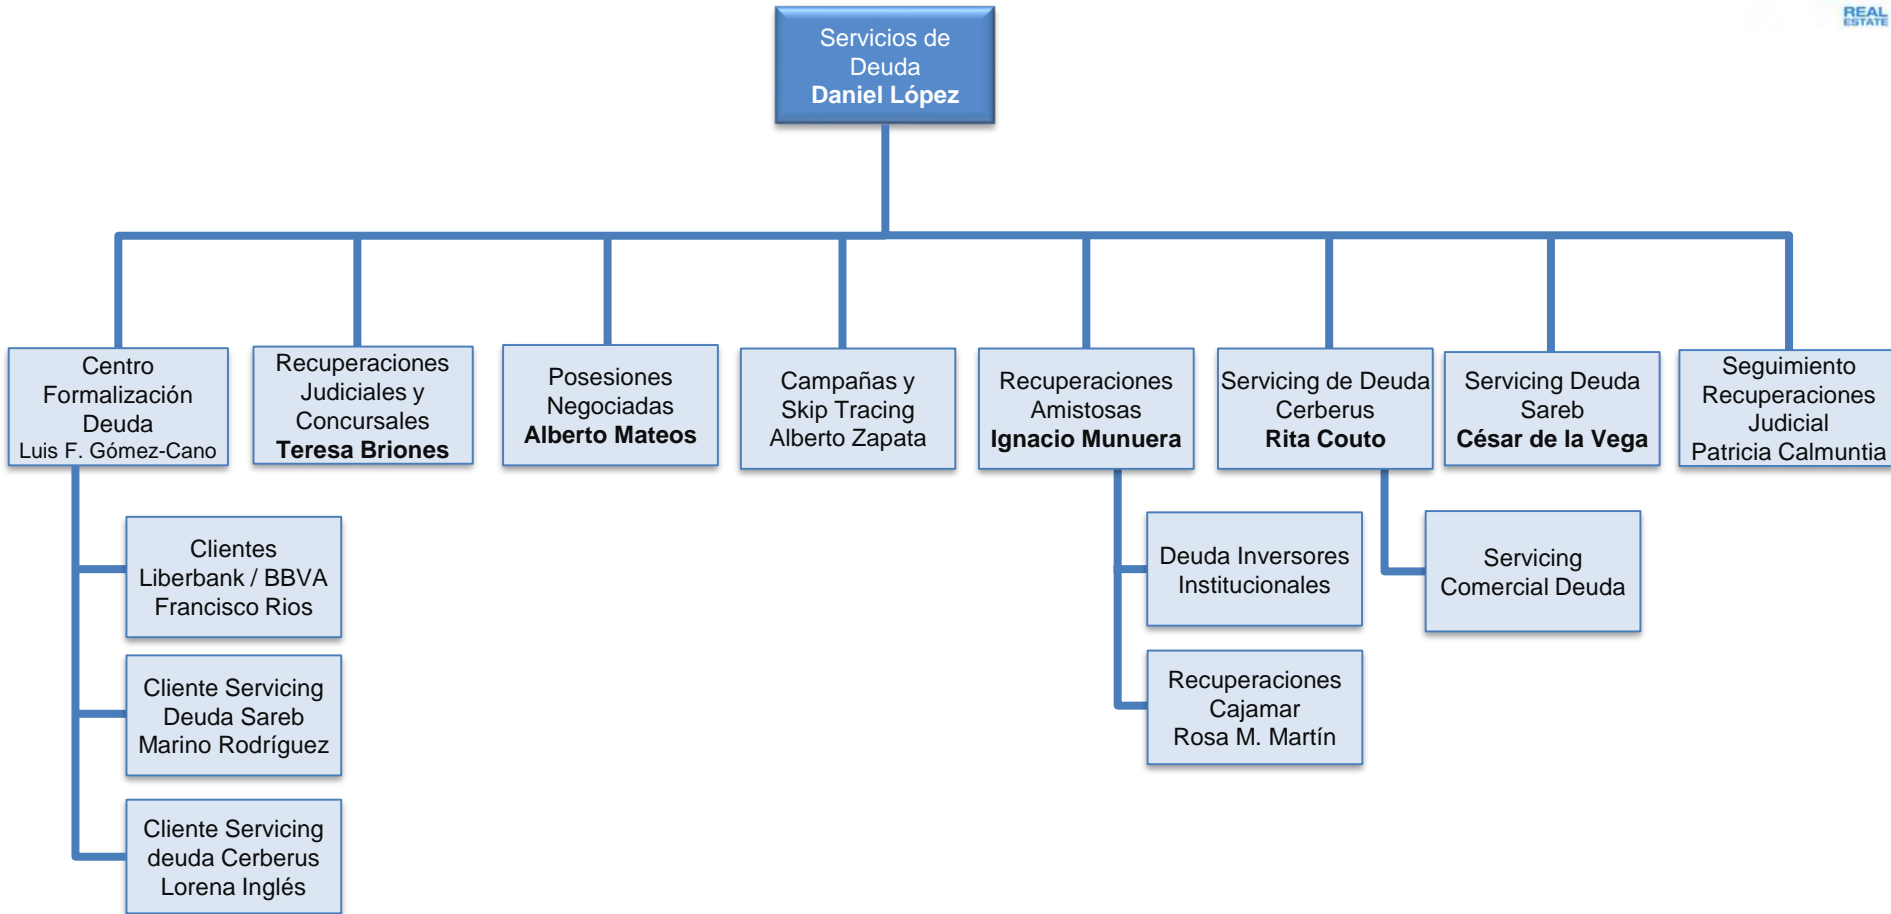 REAL
ESTATE
Servicios de
Deuda
Daniel López
Centro
Formalización
Deuda
Luis F. Gómez-Cano
Recuperaciones
Judiciales y
Concursales
Teresa Briones
Posesiones
Negociadas
Alberto Mateos
Campañas y
Skip Tracing
Alberto Zapata
Recuperaciones
Amistosas
Ignacio Munuera
Servicing de Deuda
Cerberus
Rita Couto
Servicing Deuda
Sareb
César de la Vega
Seguimiento
Recuperaciones
Judicial
Patricia Calmuntia
Clientes
Liberbank / BBVA
Francisco Rios
Cliente Servicing
Deuda Sareb
Marino Rodríguez
Cliente Servicing
deuda Cerberus
Lorena Inglés
Deuda Inversores
Institucionales
Recuperaciones
Cajamar
Rosa M. Martín
Servicing
Comercial Deuda